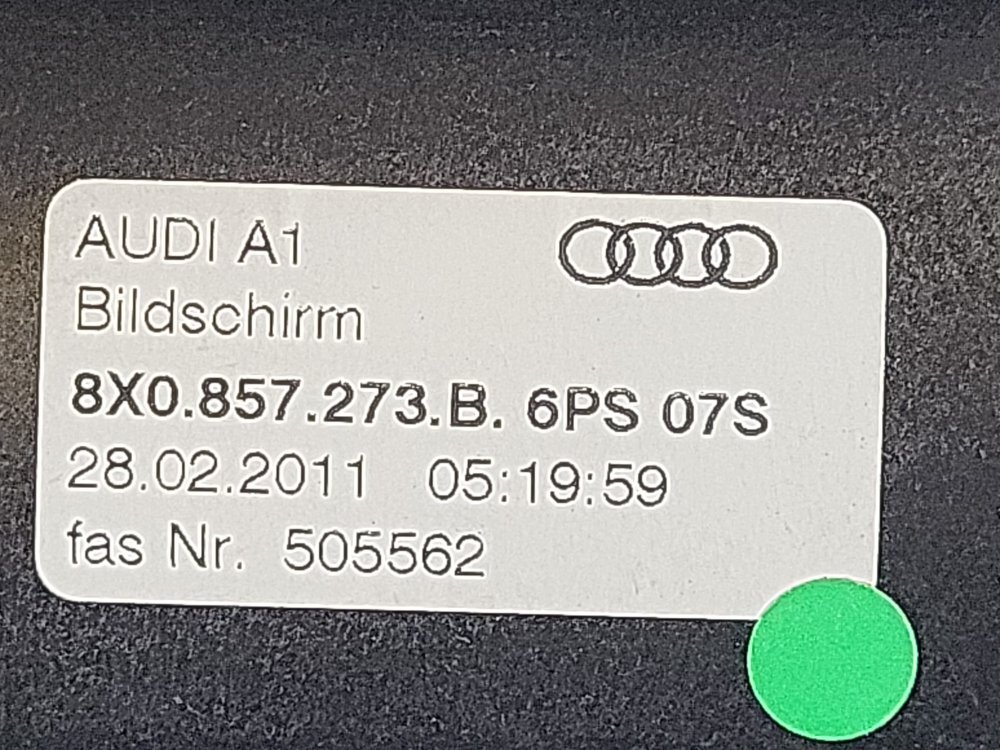 AUDI A1
Bildschirm
8X0.857.273.B. 6PS 07S
28.02.2011 05:19:59
fas Nr. 505562